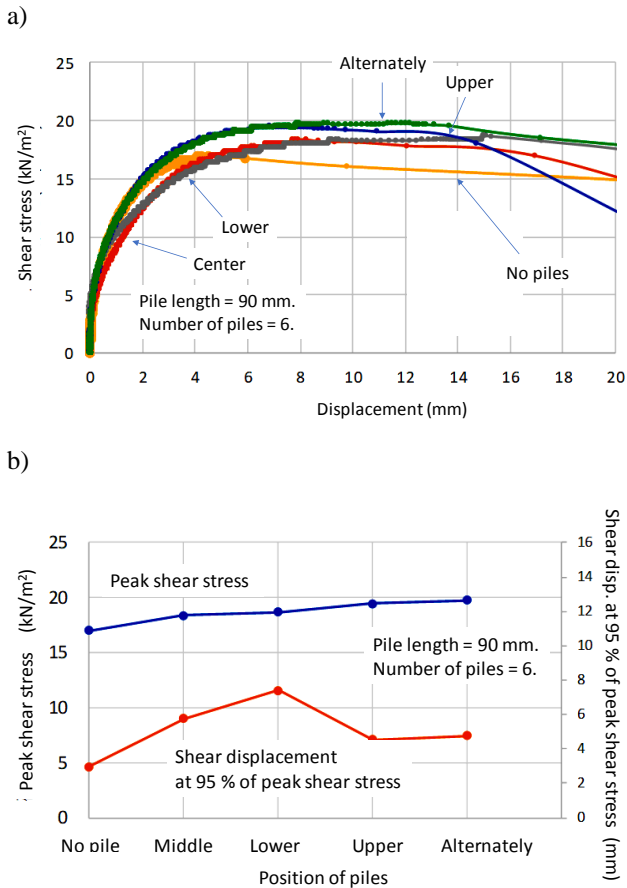 a)
Shear stress (kN/m²)
25
20
15
10
5
0
Alternately
Upper
Lower
Center
No piles
Pile length = 90 mm.
Number of piles = 6.
0 2 4 6 8 10 12 14 16 18 20
Displacement (mm)
b)
Peak shear stress (kN/m²)
25
20
15
10
5
0
Peak shear stress
Pile length = 90 mm.
Number of piles = 6.
Shear displacement
at 95 % of peak shear stress
16
14
12
10
8
6
4
2
0
Shear disp. at 95 %
of peak shear stress (mm)
No pile Middle Lower Upper Alternately
Position of piles